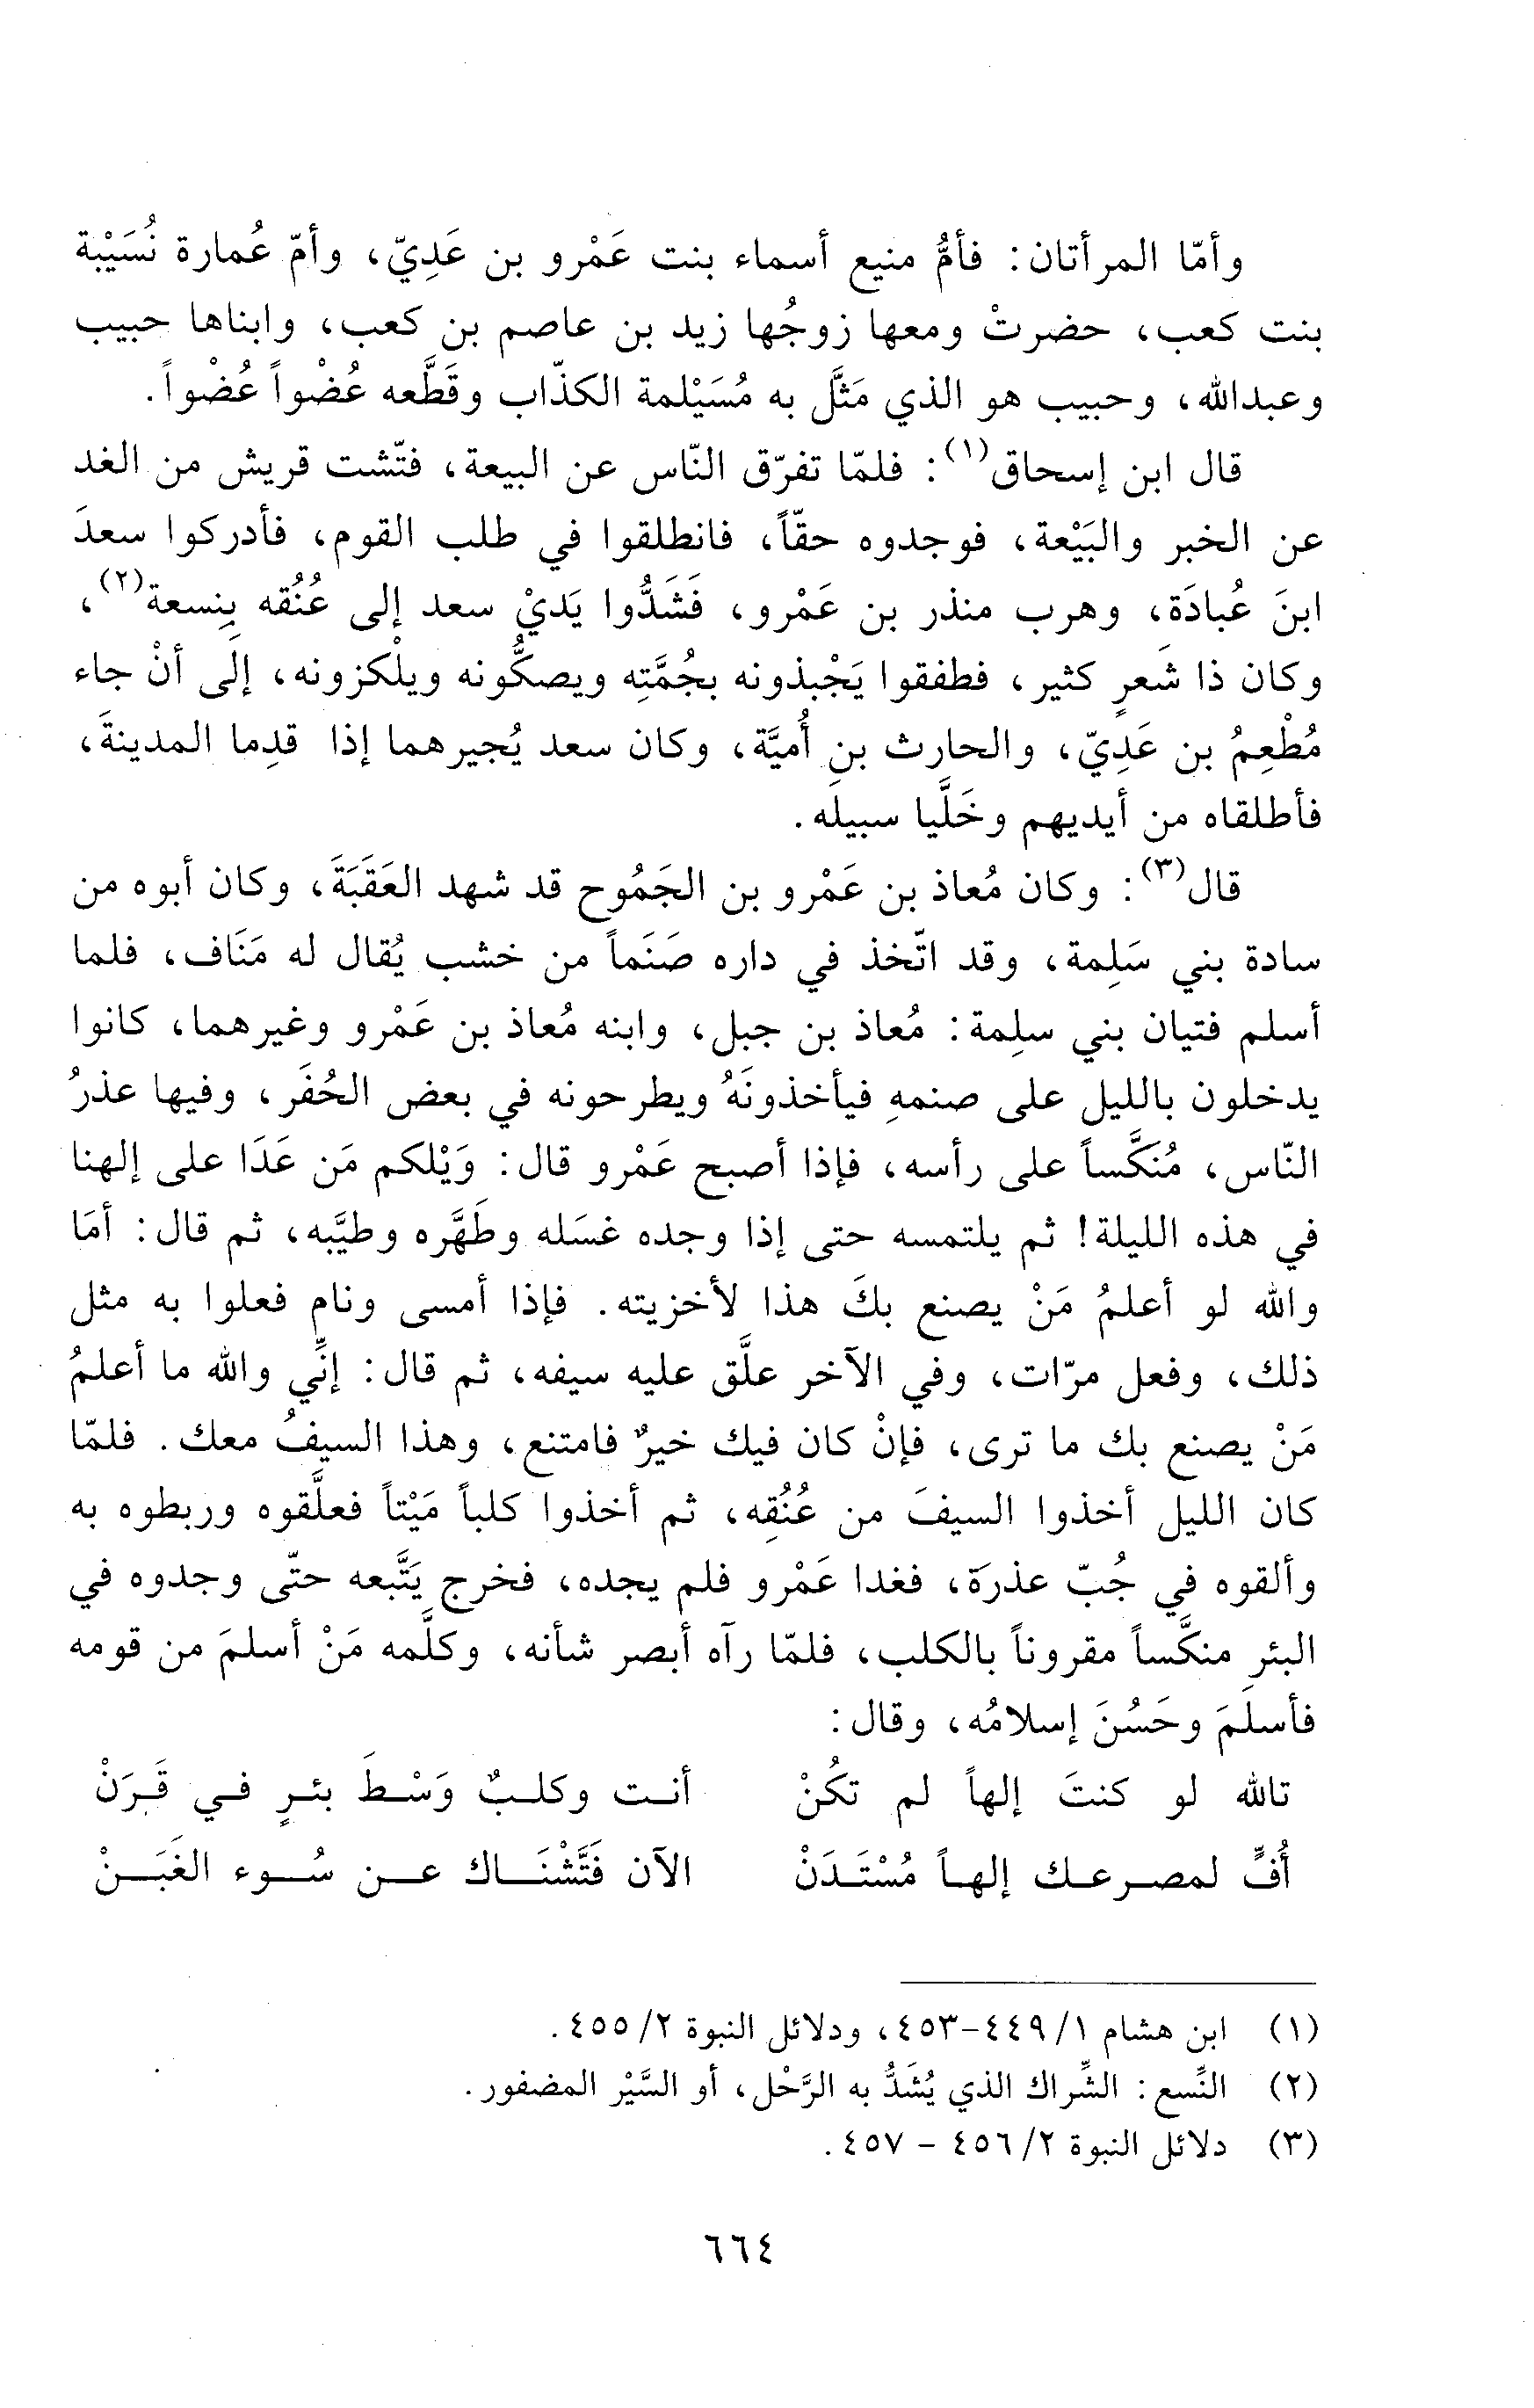 وأمّا المرأتان: فأمُّ منيع أسماء بنت عَمْرو بن عَدِيّ، وأمّ عُمارة نُسَيْبة
بنت كعب، حضرتْ ومعها زوجُها زيد بن عاصم بن كعب، وابناها حبيب
وعبدالله، وحبيب هو الذي مَثَّل به مُسَيْلمة الكذّاب وقَطَّعه عُضْواً عُضْواً.
قال ابن إسحاق(١): فلمّا تفرّق النّاس عن البيعة، فتّشت قريش من الغد
عن الخبر والبَيْعة، فوجدوه حقّاً، فانطلقوا في طلب القوم، فأدركوا سعدَ
ابنَ عُبادَة، وهرب منذر بن عَمْرو، فَشَدُّوا يَديْ سعد إلى عُنُقه بِنسعة(٢)،
وكان ذا شَعرٍ كثير، فطفقوا يَجْبذونه بجُمَّتِه ويصكُّونه ويلْكزونه، إلَى أنْ جاء
مُطْعِمُ بن عَدِيّ، والحارث بن أُميَّة، وكان سعد يُجيرهما إذا قدِما المدينةَ،
فأطلقاه من أيديهم وخَلَّيا سبيلَه.
قال(٣): وكان مُعاذ بن عَمْرو بن الجَمُوح قد شهد العَقَبَةَ، وكان أبوه من
سادة بني سَلِمة، وقد اتّخذ في داره صَنَماً من خشب يُقال له مَنَاف، فلما
أسلم فتيان بني سلِمة: مُعاذ بن جبل، وابنه مُعاذ بن عَمْرو وغيرهما، كانوا
يدخلون بالليل على صنمهِ فيأخذونَهُ ويطرحونه في بعض الحُفَر، وفيها عذرُ
النّاس، مُنَكَّساً على رأسه، فإذا أصبح عَمْرو قال: وَيْلكم مَن عَدَا على إلهنا
في هذه الليلة! ثم يلتمسه حتى إذا وجده غسَله وطَهَّره وطيَّبه، ثم قال: أمَا
والله لو أعلمُ مَنْ يصنع بكَ هذا لأخزيته. فإذا أمسى ونام فعلوا به مثل
ذلك، وفعل مرّات، وفي الآخر علَّق عليه سيفه، ثم قال: إنِّي والله ما أعلمُ
مَنْ يصنع بك ما ترى، فإنْ كان فيك خيرٌ فامتنع، وهذا السيفُ معك. فلمّا
كان الليل أخذوا السيفَ من عُنُقِه، ثم أخذوا كلباً مَيْتاً فعلَّقوه وربطوه به
وألقوه في جُبّ عذرَة، فغدا عَمْرو فلم يجده، فخرج يَتَّبعه حتّى وجدوه في
البئرِ منكَّساً مقروناً بالكلب، فلمّا رآه أبصر شأنه، وكلَّمه مَنْ أسلمَ من قومه
فأسلَمَ وحَسُنَ إسلامُه، وقال:
تالله لو كنتَ إلهاً لم تكُنْ أنت وكلبٌ وَسْطَ بئرٍ في قَرَنْ
أُفٍّ لمصرعك إلهاً مُسْتَدَنْ الآن فَتَّشْنَاك عن سُوء الغَبَنْ
(١) ابن هشام ١/ ٤٤٩-٤٥٣، ودلائل النبوة ٢/ ٤٥٥.
(٢) النِّسع: الشِّراك الذي يُشَدُّ به الرَّحْل، أو السَّيْر المضفور.
(٣) دلائل النبوة ٢/ ٤٥٦ - ٤٥٧.
٦٦٤